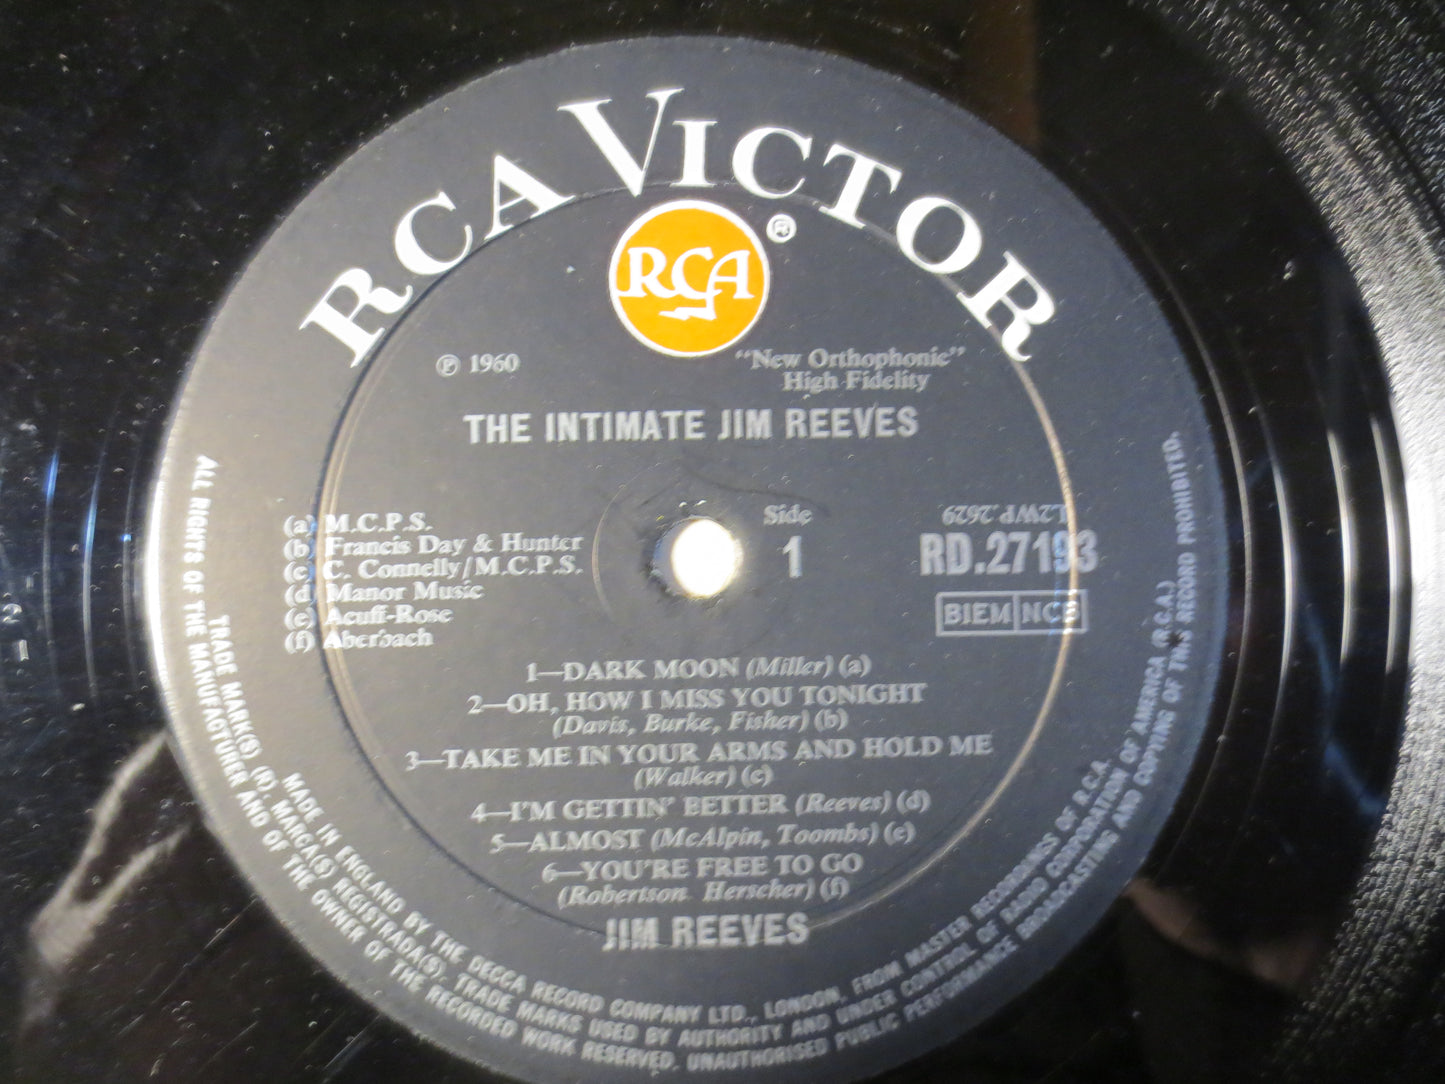 RCA VICTOR
RCA
®
℗ 1960
"New Orthophonic"
High Fidelity
THE INTIMATE JIM REEVES
(a) M.C.P.S.
(b) Francis Day & Hunter
(c) C. Connelly/M.C.P.S.
(d) Manor Music
(e) Acuff-Rose
(f) Aberbach
Side
1
L2WP.2629
RD.27193
BIEM NCB
1—DARK MOON (Miller) (a)
2—OH, HOW I MISS YOU TONIGHT
(Davis, Burke, Fisher) (b)
3—TAKE ME IN YOUR ARMS AND HOLD ME
(Walker) (c)
4—I'M GETTIN' BETTER (Reeves) (d)
5—ALMOST (McAlpin, Toombs) (e)
6—YOU'RE FREE TO GO
(Robertson Herscher) (f)
JIM REEVES
MADE IN ENGLAND BY THE DECCA RECORD COMPANY LTD., LONDON, FROM MASTER RECORDINGS OF R.C.A.
TRADE MARK(S) (R). MARCA(S) REGISTRADA(S). TRADE MARKS USED BY AUTHORITY AND UNDER CONTROL OF RADIO CORPORATION OF AMERICA (R.C.A.)
ALL RIGHTS OF THE MANUFACTURER AND OF THE OWNER OF THE RECORDED WORK RESERVED. UNAUTHORISED PUBLIC PERFORMANCE BROADCASTING AND COPYING OF THIS RECORD PROHIBITED.